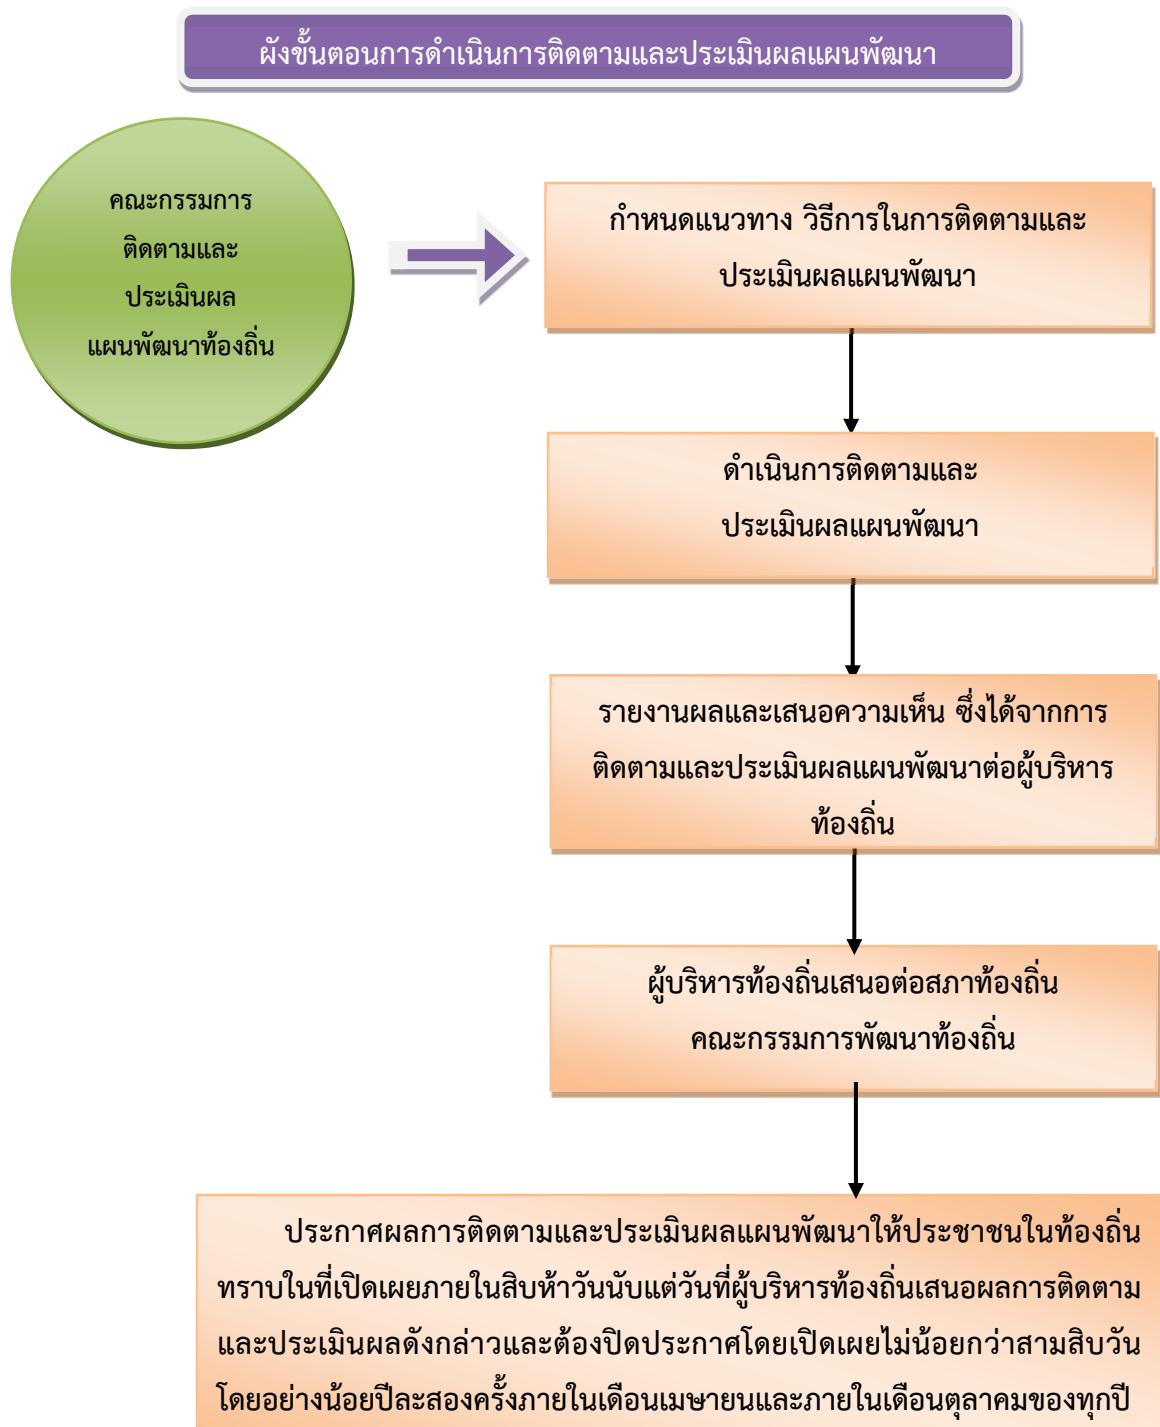 ผังขั้นตอนการดำเนินการติดตามและประเมินผลแผนพัฒนา
คณะกรรมการ
ติดตามและ
ประเมินผล
แผนพัฒนาท้องถิ่น
กำหนดแนวทาง วิธีการในการติดตามและ
ประเมินผลแผนพัฒนา
ดำเนินการติดตามและ
ประเมินผลแผนพัฒนา
รายงานผลและเสนอความเห็น ซึ่งได้จากการ
ติดตามและประเมินผลแผนพัฒนาต่อผู้บริหาร
ท้องถิ่น
ผู้บริหารท้องถิ่นเสนอต่อสภาท้องถิ่น
คณะกรรมการพัฒนาท้องถิ่น
ประกาศผลการติดตามและประเมินผลแผนพัฒนาให้ประชาชนในท้องถิ่น
ทราบในที่เปิดเผยภายในสิบห้าวันนับแต่วันที่ผู้บริหารท้องถิ่นเสนอผลการติดตาม
และประเมินผลดังกล่าวและต้องปิดประกาศโดยเปิดเผยไม่น้อยกว่าสามสิบวัน
โดยอย่างน้อยปีละสองครั้งภายในเดือนเมษายนและภายในเดือนตุลาคมของทุกปี